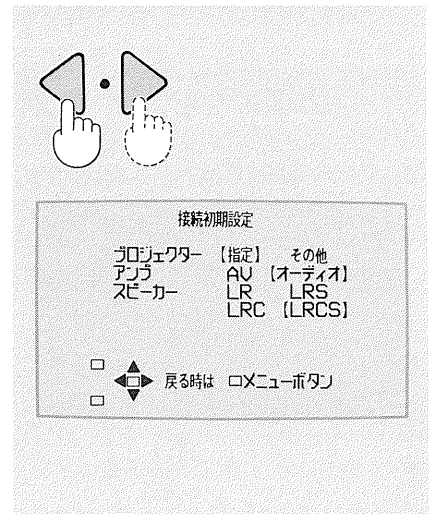 接続初期設定
プロジェクター 【指定】 その他
アンプ AV 【オーディオ】
スピーカー LR LRS
LRC 【LRCS】
戻る時は □メニューボタン